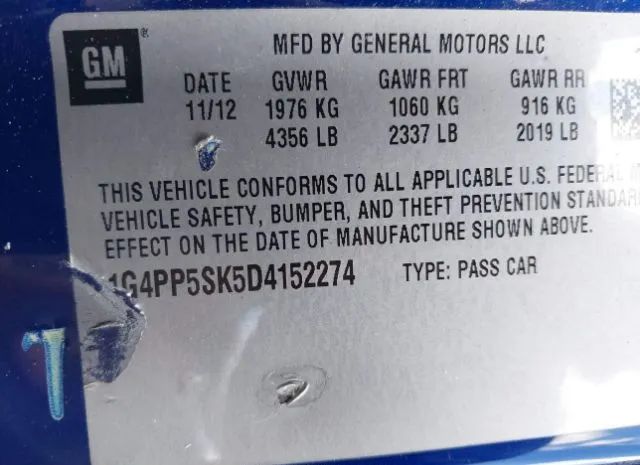 GM ®
MFD BY GENERAL MOTORS LLC
DATE GVWR GAWR FRT GAWR RR
11/12 1976 KG 1060 KG 916 KG
4356 LB 2337 LB 2019 LB
THIS VEHICLE CONFORMS TO ALL APPLICABLE U.S. FEDERAL M
VEHICLE SAFETY, BUMPER, AND THEFT PREVENTION STANDARD
EFFECT ON THE DATE OF MANUFACTURE SHOWN ABOVE.
1G4PP5SK5D4152274 TYPE: PASS CAR